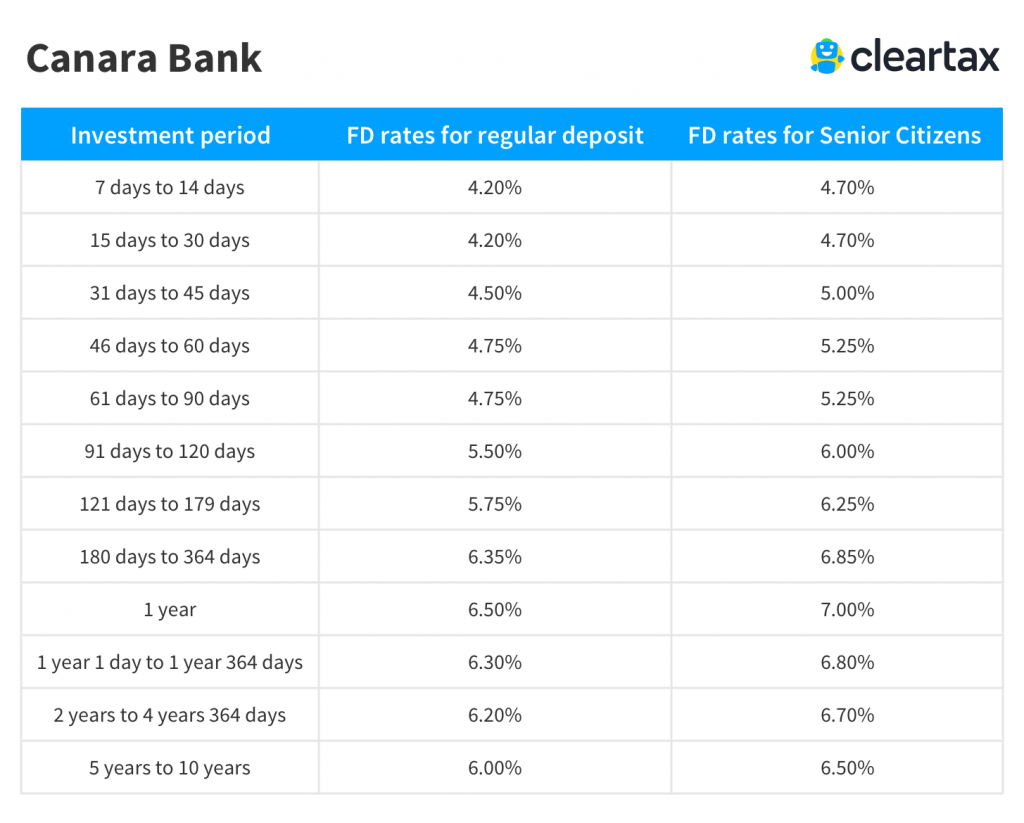 Canara Bank
cleartax
Investment period FD rates for regular deposit FD rates for Senior Citizens
7 days to 14 days 4.20% 4.70%
15 days to 30 days 4.20% 4.70%
31 days to 45 days 4.50% 5.00%
46 days to 60 days 4.75% 5.25%
61 days to 90 days 4.75% 5.25%
91 days to 120 days 5.50% 6.00%
121 days to 179 days 5.75% 6.25%
180 days to 364 days 6.35% 6.85%
1 year 6.50% 7.00%
1 year 1 day to 1 year 364 days 6.30% 6.80%
2 years to 4 years 364 days 6.20% 6.70%
5 years to 10 years 6.00% 6.50%